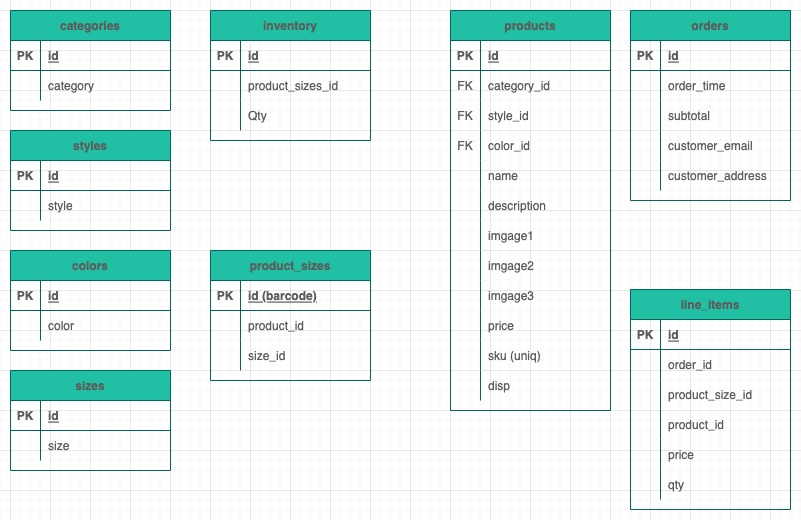 categories
PK id
category
styles
PK id
style
colors
PK id
color
sizes
PK id
size
inventory
PK id
product_sizes_id
Qty
product_sizes
PK id (barcode)
product_id
size_id
products
PK id
FK category_id
FK style_id
FK color_id
name
description
imgage1
imgage2
imgage3
price
sku (uniq)
disp
orders
PK id
order_time
subtotal
customer_email
customer_address
line_items
PK id
order_id
product_size_id
product_id
price
qty